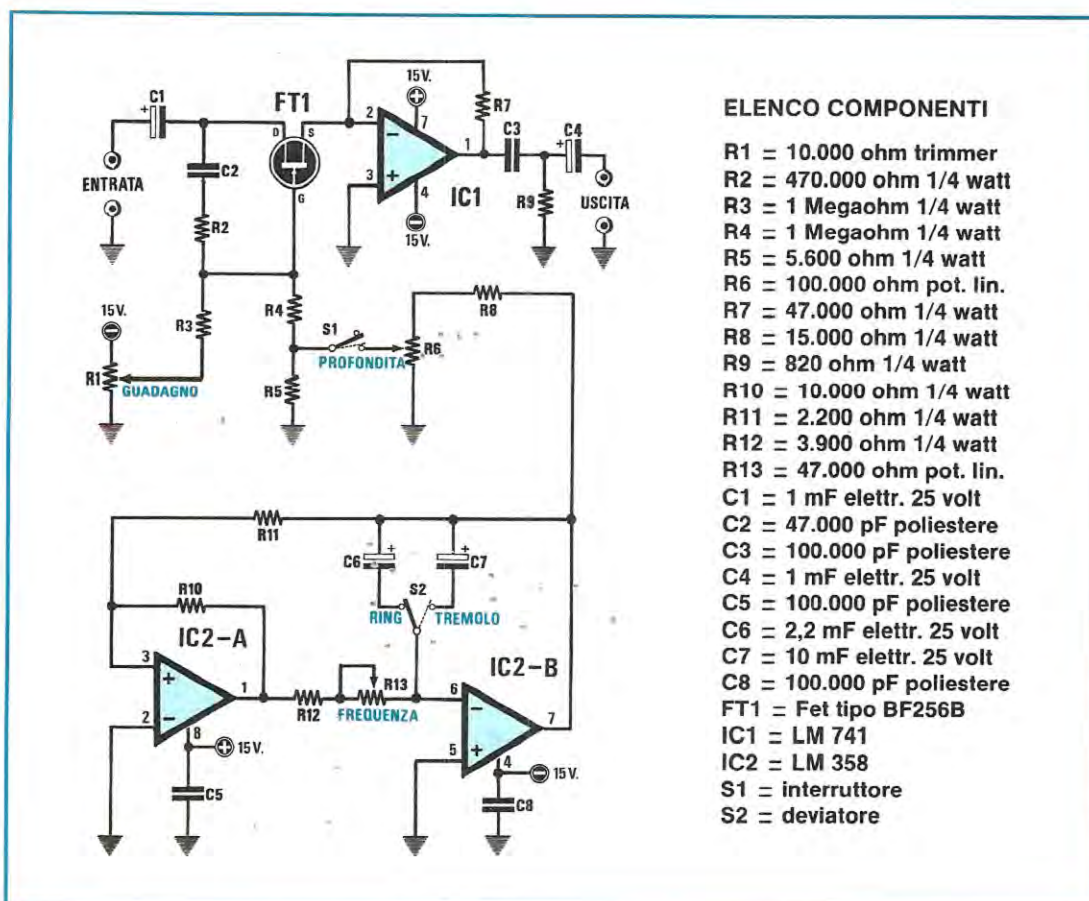 C1
+
ENTRATA
C2
R2
R3
15V.
R1
GUADAGNO
FT1
D
S
G
R4
R5
S1
PROFONDITA
R6
R8
15V.
2
7
3
4
1
15V.
IC1
R7
C3
R9
C4
+
USCITA
R11
R10
IC2-A
3
2
1
8
15V.
C5
R12
R13
FREQUENZA
C6
+
C7
+
S2
RING
TREMOLO
IC2-B
6
5
7
4
15V.
C8
ELENCO COMPONENTI
R1 = 10.000 ohm trimmer
R2 = 470.000 ohm 1/4 watt
R3 = 1 Megaohm 1/4 watt
R4 = 1 Megaohm 1/4 watt
R5 = 5.600 ohm 1/4 watt
R6 = 100.000 ohm pot. lin.
R7 = 47.000 ohm 1/4 watt
R8 = 15.000 ohm 1/4 watt
R9 = 820 ohm 1/4 watt
R10 = 10.000 ohm 1/4 watt
R11 = 2.200 ohm 1/4 watt
R12 = 3.900 ohm 1/4 watt
R13 = 47.000 ohm pot. lin.
C1 = 1 mF elettr. 25 volt
C2 = 47.000 pF poliestere
C3 = 100.000 pF poliestere
C4 = 1 mF elettr. 25 volt
C5 = 100.000 pF poliestere
C6 = 2,2 mF elettr. 25 volt
C7 = 10 mF elettr. 25 volt
C8 = 100.000 pF poliestere
FT1 = Fet tipo BF256B
IC1 = LM 741
IC2 = LM 358
S1 = interruttore
S2 = deviatore